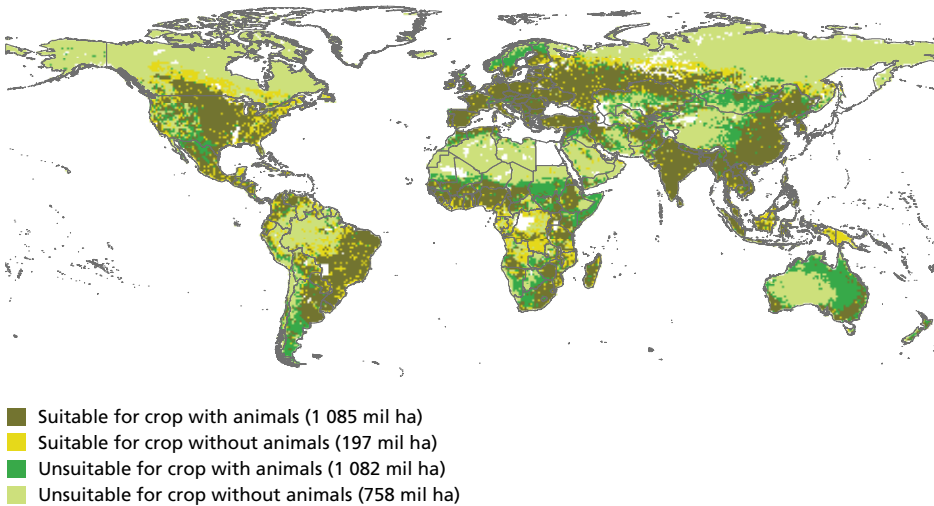 Suitable for crop with animals (1 085 mil ha)
Suitable for crop without animals (197 mil ha)
Unsuitable for crop with animals (1 082 mil ha)
Unsuitable for crop without animals (758 mil ha)